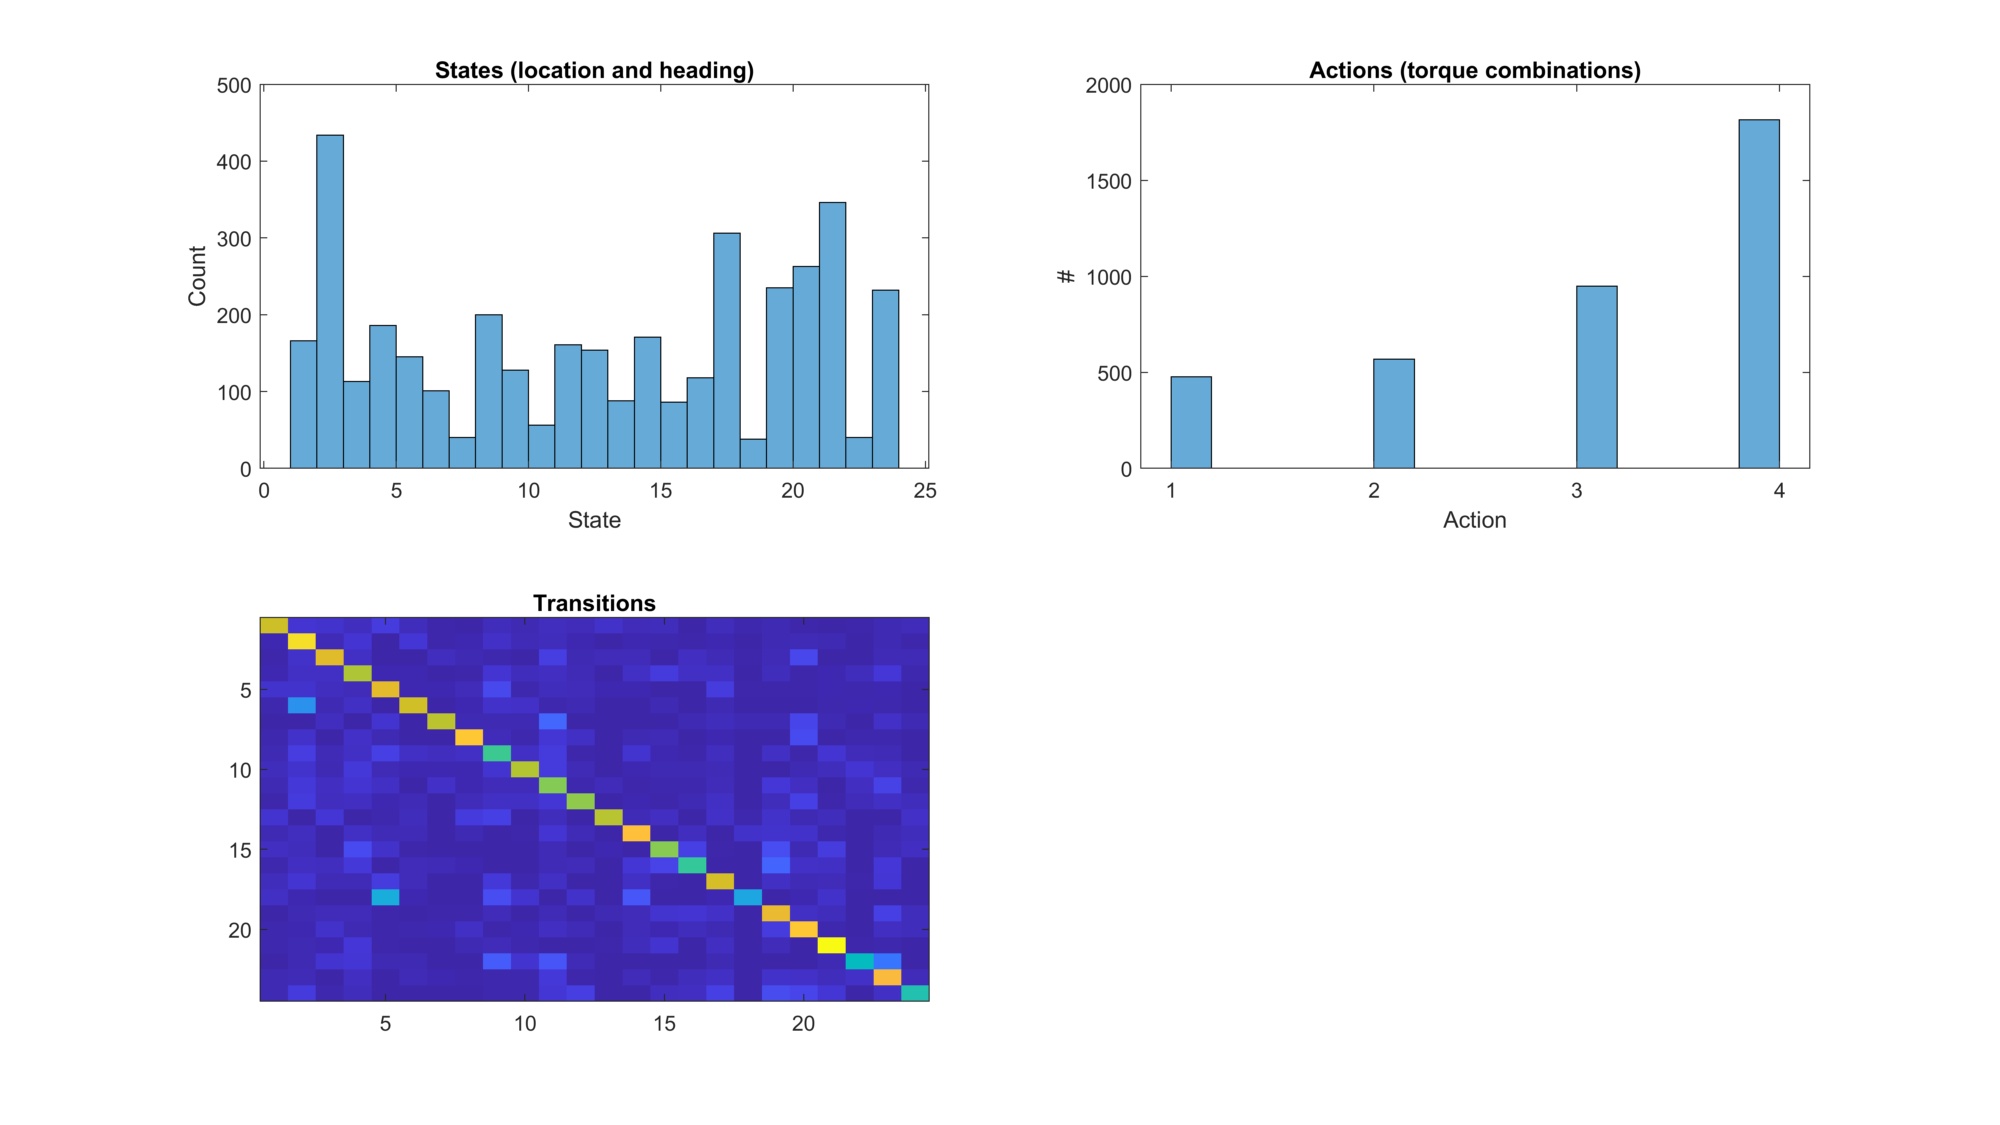 States (location and heading)
500
400
300
200
100
0
Count
0 5 10 15 20 25
State
Actions (torque combinations)
2000
1500
1000
500
0
#
1 2 3 4
Action
Transitions
5
10
15
20
5 10 15 20